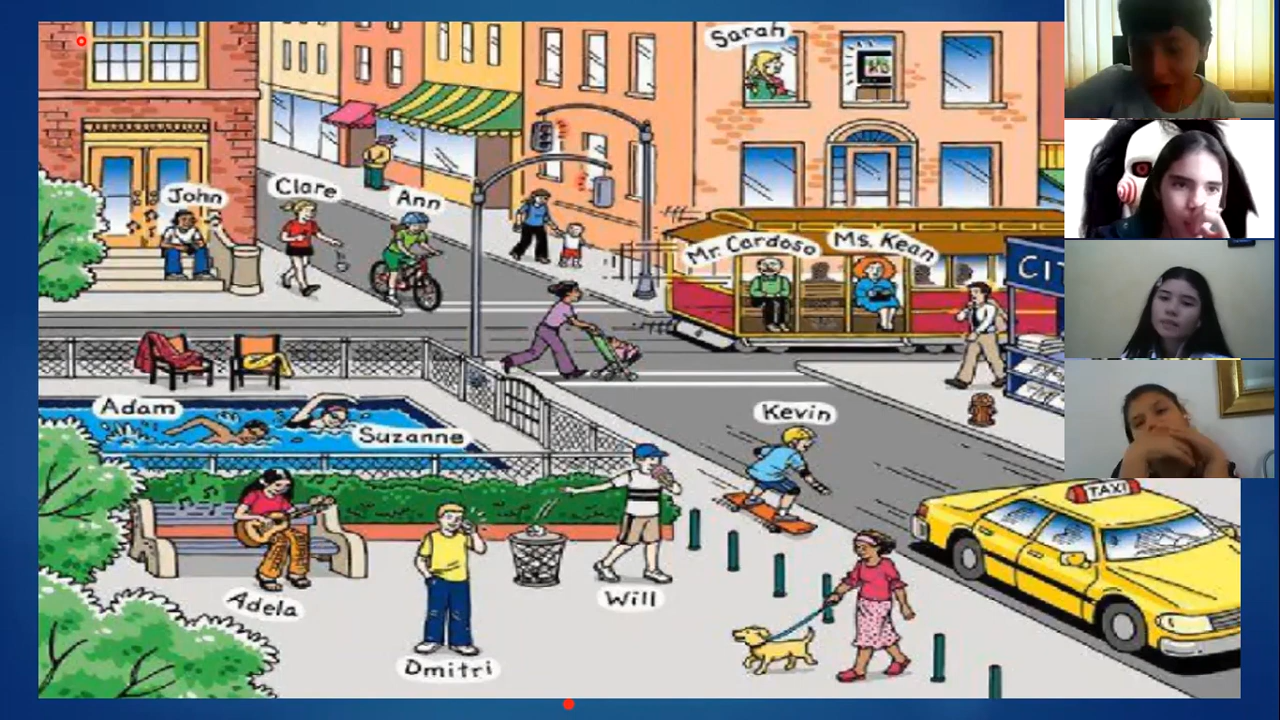 Sarah
John
Clare
Ann
Mr. Cardoso
Ms. Kean
CIT
Adam
Suzanne
Kevin
TAXI
Adela
Will
Dmitri